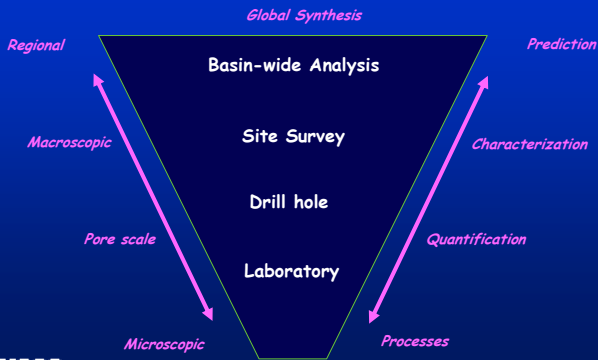 Global Synthesis
Regional
Prediction
Basin-wide Analysis
Site Survey
Macroscopic
Characterization
Drill hole
Pore scale
Quantification
Laboratory
Microscopic
Processes